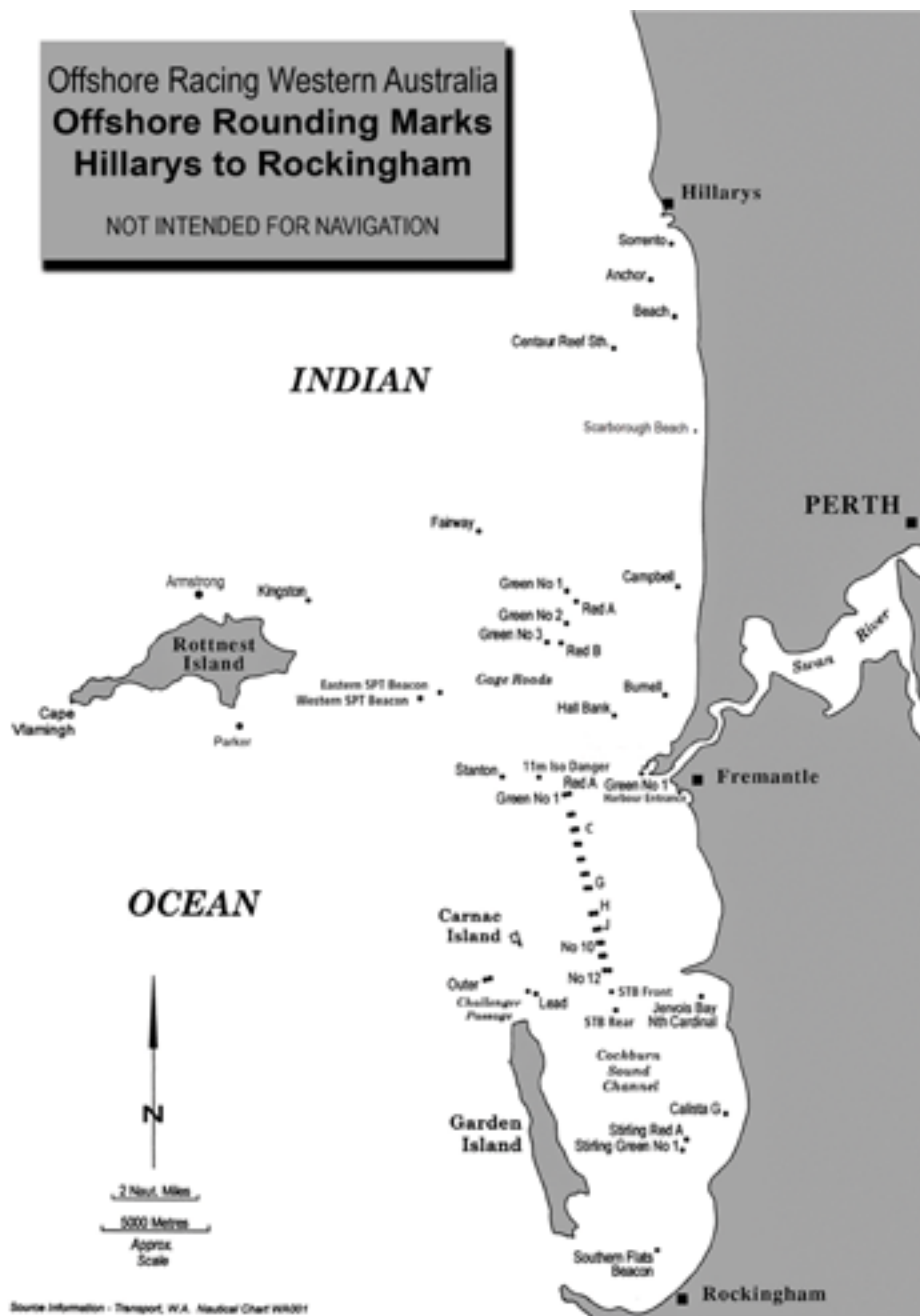 Offshore Racing Western Australia
Offshore Rounding Marks
Hillarys to Rockingham
NOT INTENDED FOR NAVIGATION
Hillarys
Sorrento
Anchor
Beach
Centaur Reef Sth.
INDIAN
Scarborough Beach
PERTH
Fairway
Armstrong
Kingston
Green No 1
Campbell
Red A
Green No 2
Green No 3
Red B
Rottnest
Island
Swan River
Gage Roads
Eastern SPT Beacon
Western SPT Beacon
Burnell
Hall Bank
Cape
Vlamingh
Parker
Stanton
11m Iso Danger
Red A
Green No 1
Green No 1
Harbour Entrance
Fremantle
C
G
OCEAN
H
J
Carnac
Island
No 10
No 12
Outer
Lead
STB Front
Challenger
Passage
Jervois Bay
Nth Cardinal
STB Rear
Cockburn
Sound
Channel
N
Garden
Island
Calista G
Stirling Red A
Stirling Green No 1
2 Naut. Miles
5000 Metres
Approx.
Scale
Southern Flats
Beacon
Rockingham
Source Information - Transport, W.A. Nautical Chart WA001